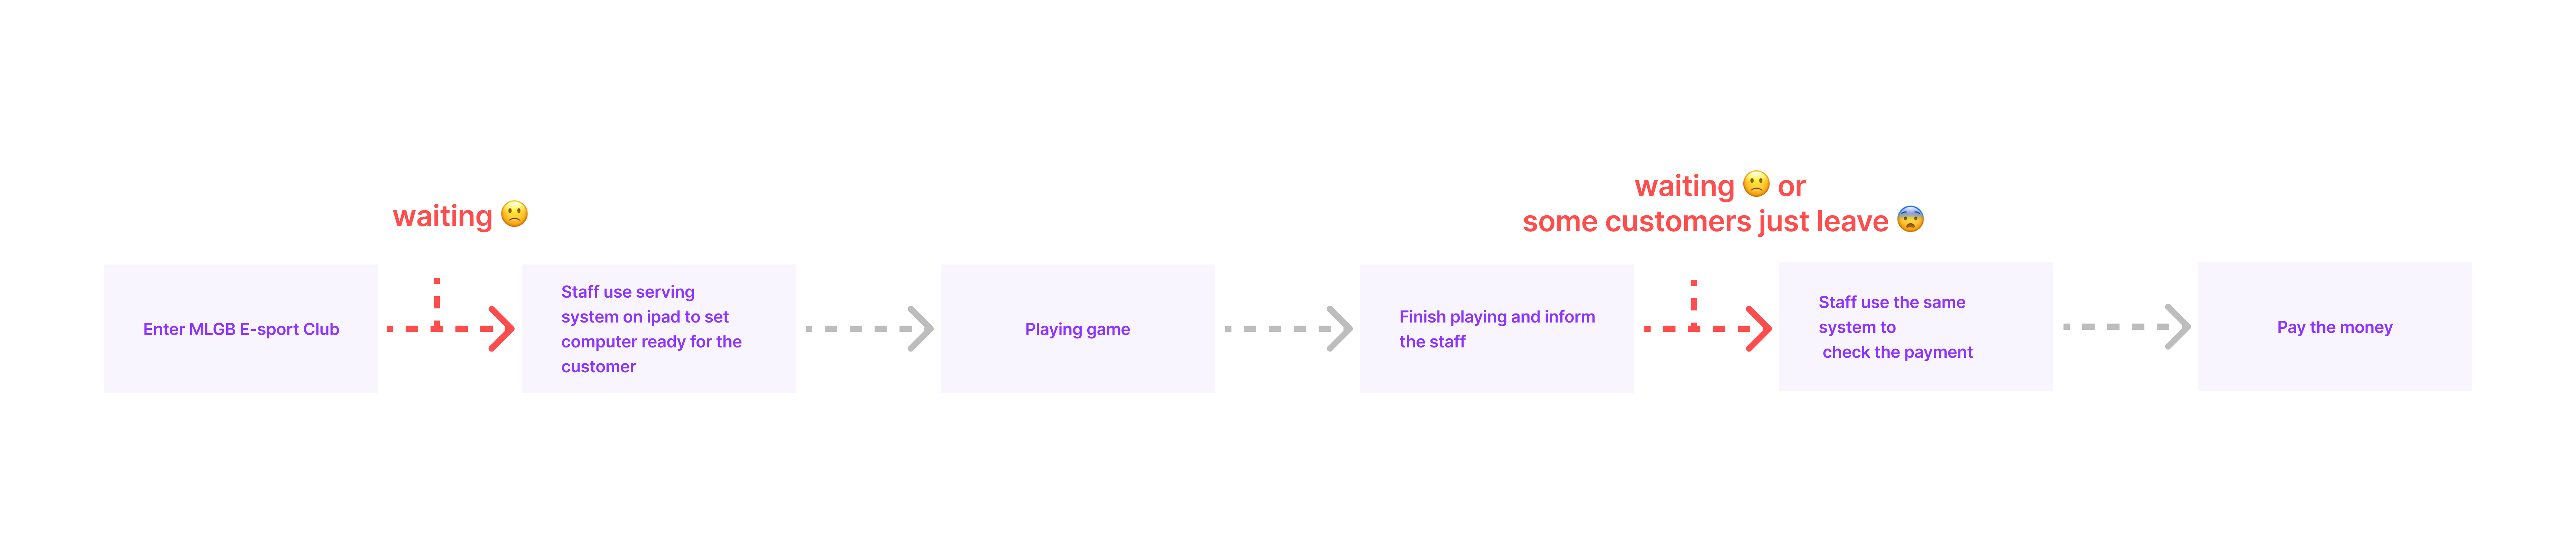 waiting 🙁
waiting 🙁 or
some customers just leave 😨
Enter MLGB E-sport Club
Staff use serving
system on ipad to set
computer ready for the
customer
Playing game
Finish playing and inform
the staff
Staff use the same
system to
check the payment
Pay the money